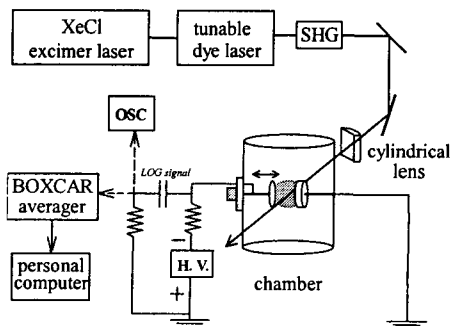 XeCl
excimer laser
tunable
dye laser
SHG
OSC
cylindrical
lens
LOG signal
BOXCAR
averager
personal
computer
−
H. V.
+
chamber